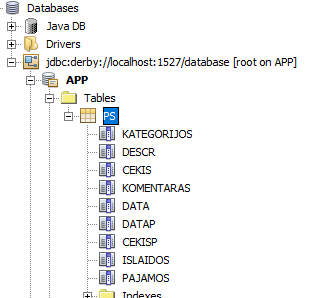 Databases
Java DB
Drivers
jdbc:derby://localhost:1527/database [root on APP]
APP
Tables
PS
KATEGORIJOS
DESCR
CEKIS
KOMENTARAS
DATA
DATAP
CEKISP
ISLAIDOS
PAJAMOS
Indexes